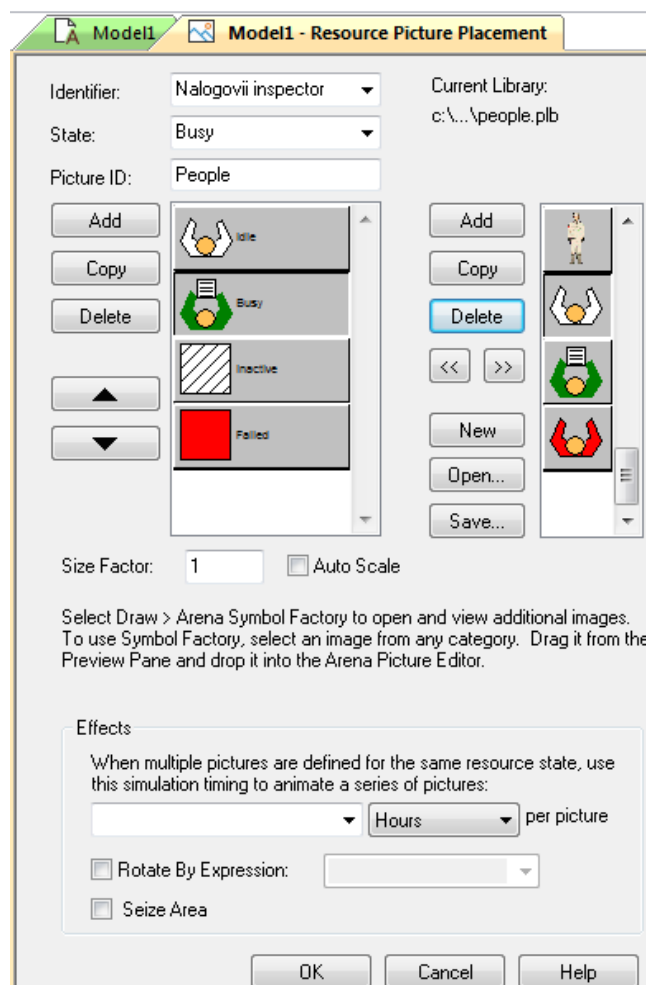 Model1
Model1 - Resource Picture Placement
Identifier:
Nalogovii inspector
Current Library:
c:\...\people.plb
State:
Busy
Picture ID:
People
Add
Copy
Delete
Idle
Busy
Inactive
Failed
Add
Copy
Delete
<<
>>
New
Open...
Save...
Size Factor:
1
Auto Scale
Select Draw > Arena Symbol Factory to open and view additional images.
To use Symbol Factory, select an image from any category. Drag it from the
Preview Pane and drop it into the Arena Picture Editor.
Effects
When multiple pictures are defined for the same resource state, use
this simulation timing to animate a series of pictures:
Hours
per picture
Rotate By Expression:
Seize Area
OK
Cancel
Help